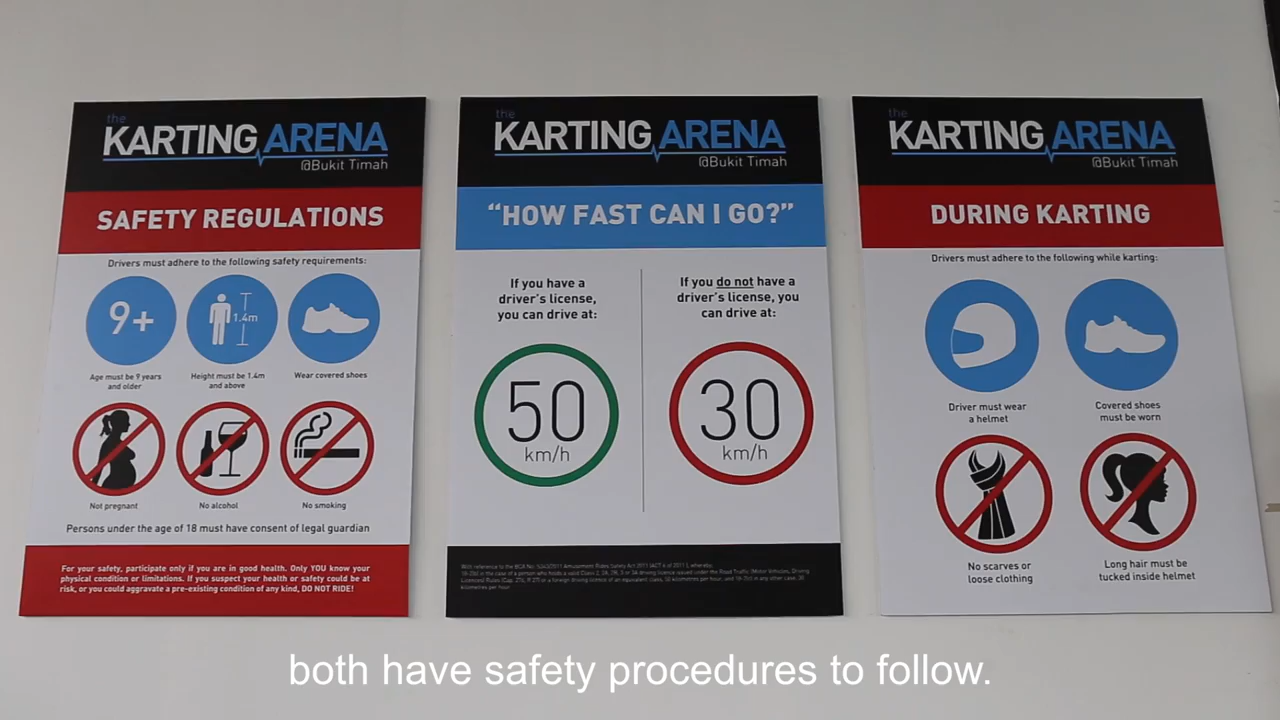 the
KARTING ARENA
@Bukit Timah
SAFETY REGULATIONS
Drivers must adhere to the following safety requirements:
9+
1.4m
Age must be 9 years
and older
Height must be 1.4m
and above
Wear covered shoes
Not pregnant
No alcohol
No smoking
Persons under the age of 18 must have consent of legal guardian
For your safety, participate only if you are in good health. Only YOU know your
physical condition or limitations. If you suspect your health or safety could be at
risk, or you could aggravate a pre-existing condition of any kind, DO NOT RIDE!
the
KARTING ARENA
@Bukit Timah
“HOW FAST CAN I GO?”
If you have a
driver's license,
you can drive at:
50
km/h
If you do not have a
driver's license, you
can drive at:
30
km/h
the
KARTING ARENA
@Bukit Timah
DURING KARTING
Drivers must adhere to the following while karting:
Driver must wear
a helmet
Covered shoes
must be worn
No scarves or
loose clothing
Long hair must be
tucked inside helmet
both have safety procedures to follow.